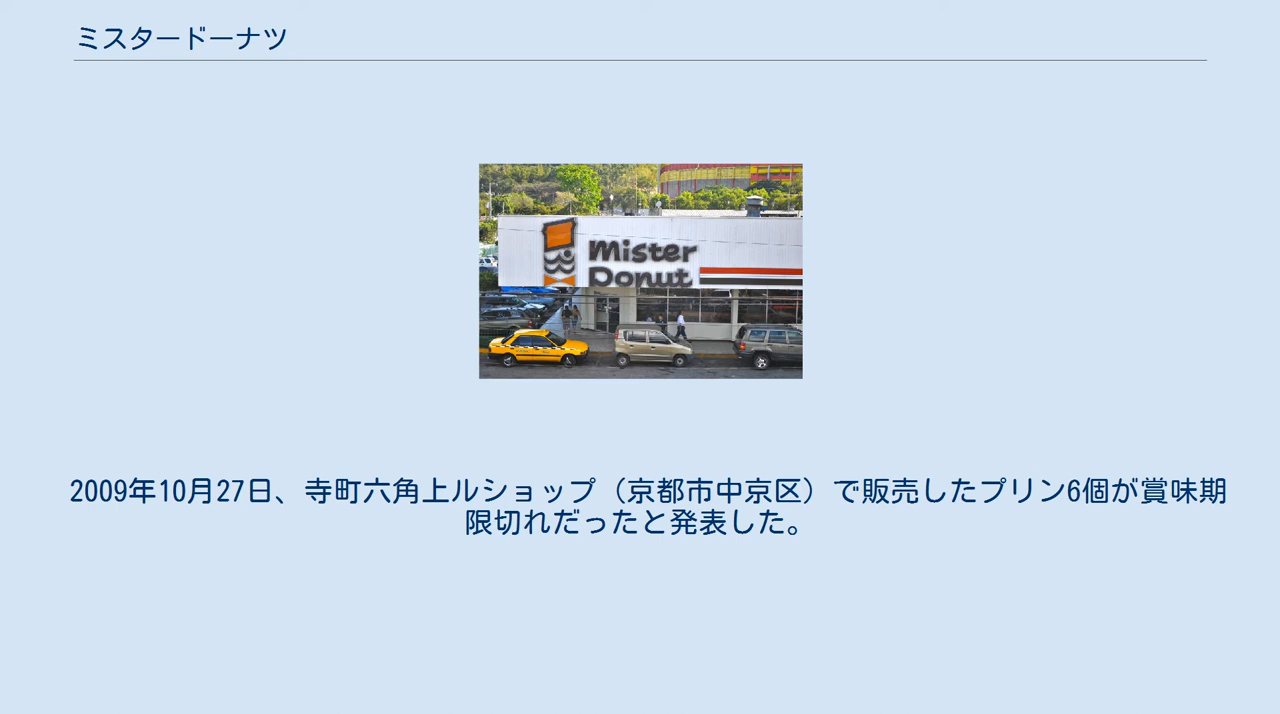 ミスタードーナツ
Mister
Donut
2009年10月27日、寺町六角上ルショップ（京都市中京区）で販売したプリン6個が賞味期
限切れだったと発表した。